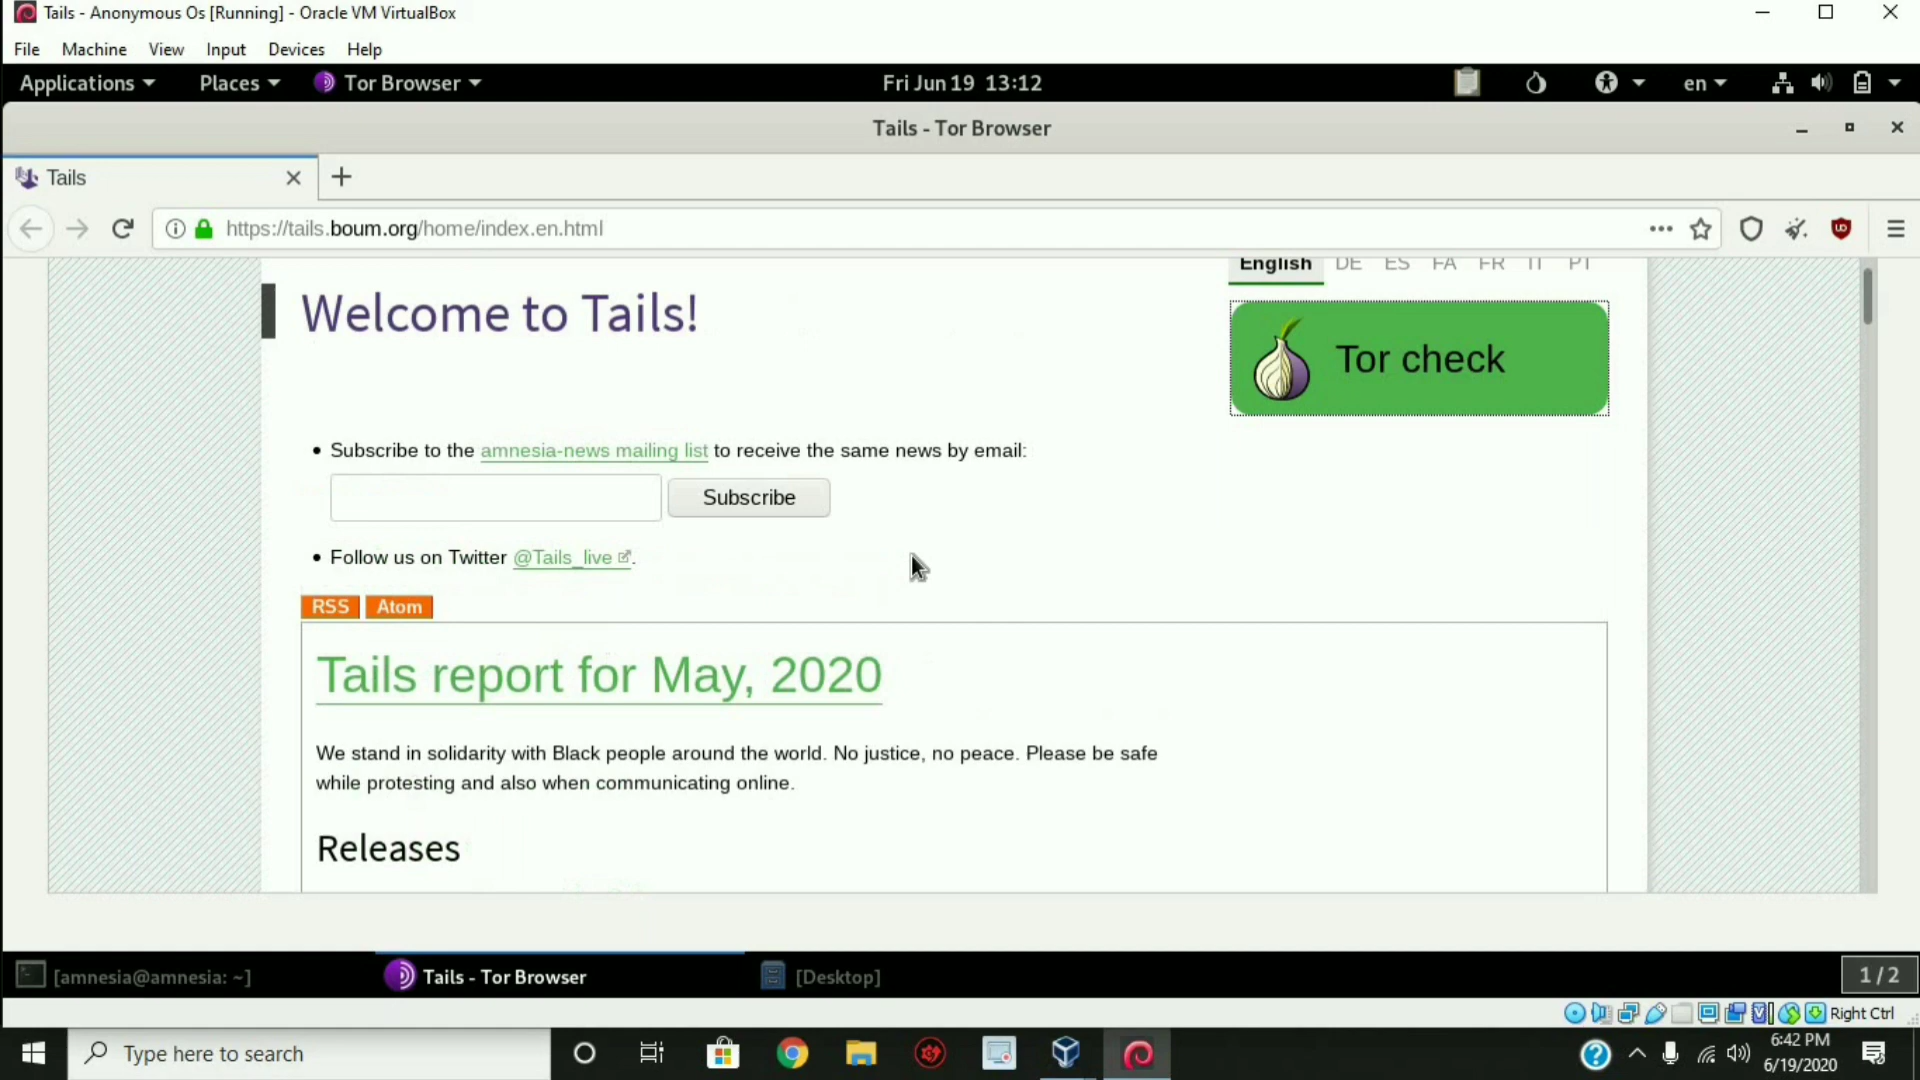 Tails - Anonymous Os [Running] - Oracle VM VirtualBox
File Machine View Input Devices Help
Applications Places Tor Browser Fri Jun 19 13:12 en
Tails - Tor Browser
Tails
https://tails.boum.org/home/index.en.html
English DE ES FA FR IT PT
Welcome to Tails!
Tor check
• Subscribe to the amnesia-news mailing list to receive the same news by email:
Subscribe
• Follow us on Twitter @Tails_live.
RSS Atom
Tails report for May, 2020
We stand in solidarity with Black people around the world. No justice, no peace. Please be safe
while protesting and also when communicating online.
Releases
[amnesia@amnesia: ~] Tails - Tor Browser [Desktop] 1 / 2
Right Ctrl
Type here to search
6:42 PM
6/19/2020